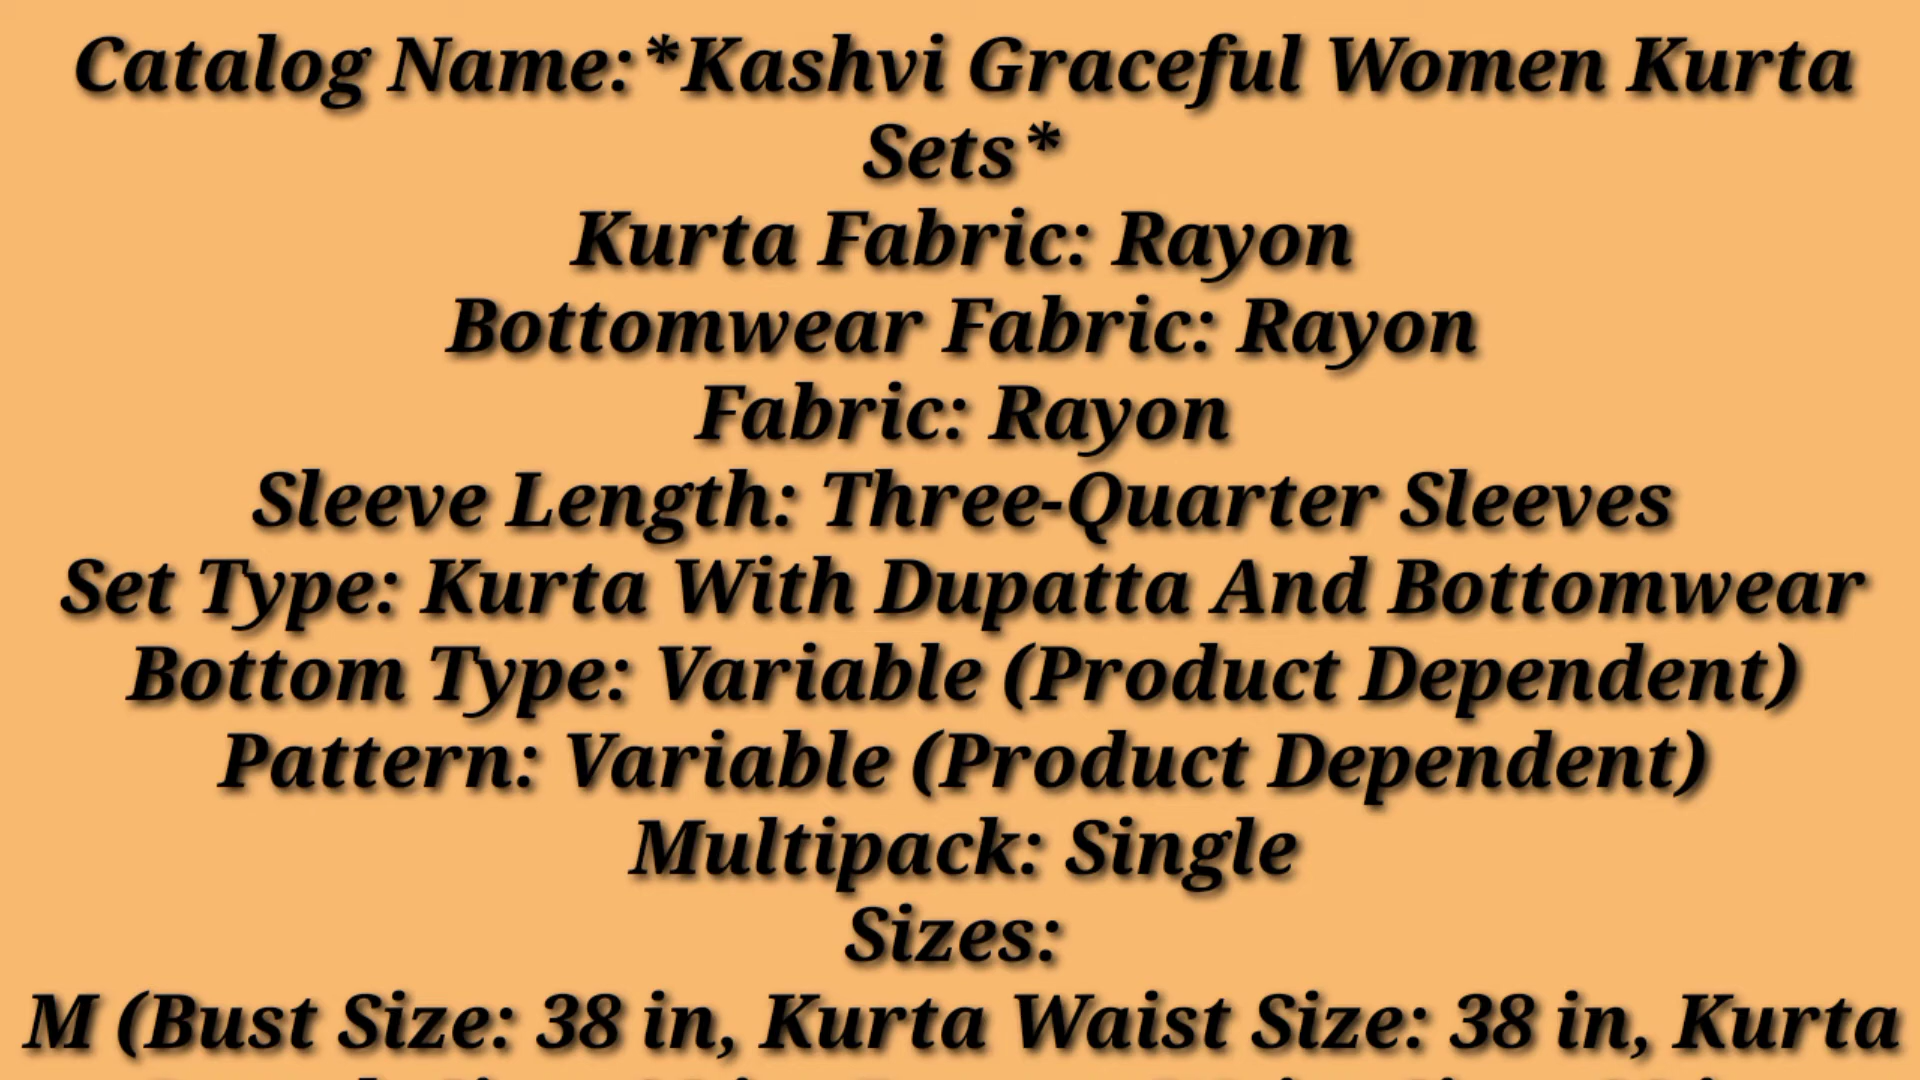 Catalog Name:*Kashvi Graceful Women Kurta
Sets*
Kurta Fabric: Rayon
Bottomwear Fabric: Rayon
Fabric: Rayon
Sleeve Length: Three-Quarter Sleeves
Set Type: Kurta With Dupatta And Bottomwear
Bottom Type: Variable (Product Dependent)
Pattern: Variable (Product Dependent)
Multipack: Single
Sizes:
M (Bust Size: 38 in, Kurta Waist Size: 38 in, Kurta